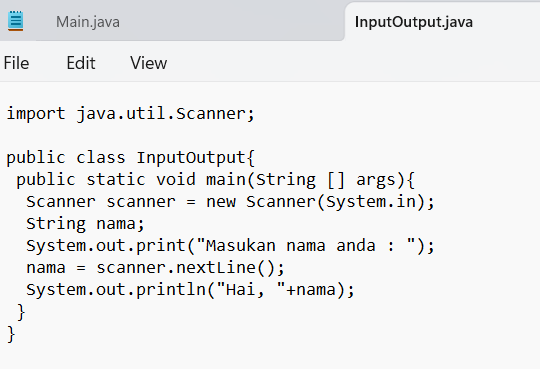 Main.java
InputOutput.java
File Edit View
import java.util.Scanner;
public class InputOutput{
public static void main(String [] args){
Scanner scanner = new Scanner(System.in);
String nama;
System.out.print("Masukan nama anda : ");
nama = scanner.nextLine();
System.out.println("Hai, "+nama);
}
}